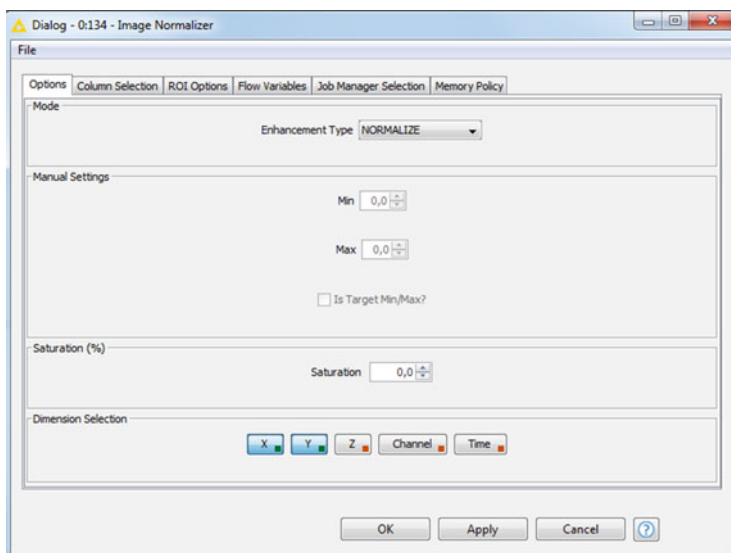 Dialog - 0:134 - Image Normalizer
File
Options Column Selection ROI Options Flow Variables Job Manager Selection Memory Policy
Mode
Enhancement Type NORMALIZE
Manual Settings
Min 0,0
Max 0,0
Is Target Min/Max?
Saturation (%)
Saturation 0,0
Dimension Selection
X Y Z Channel Time
OK Apply Cancel ?